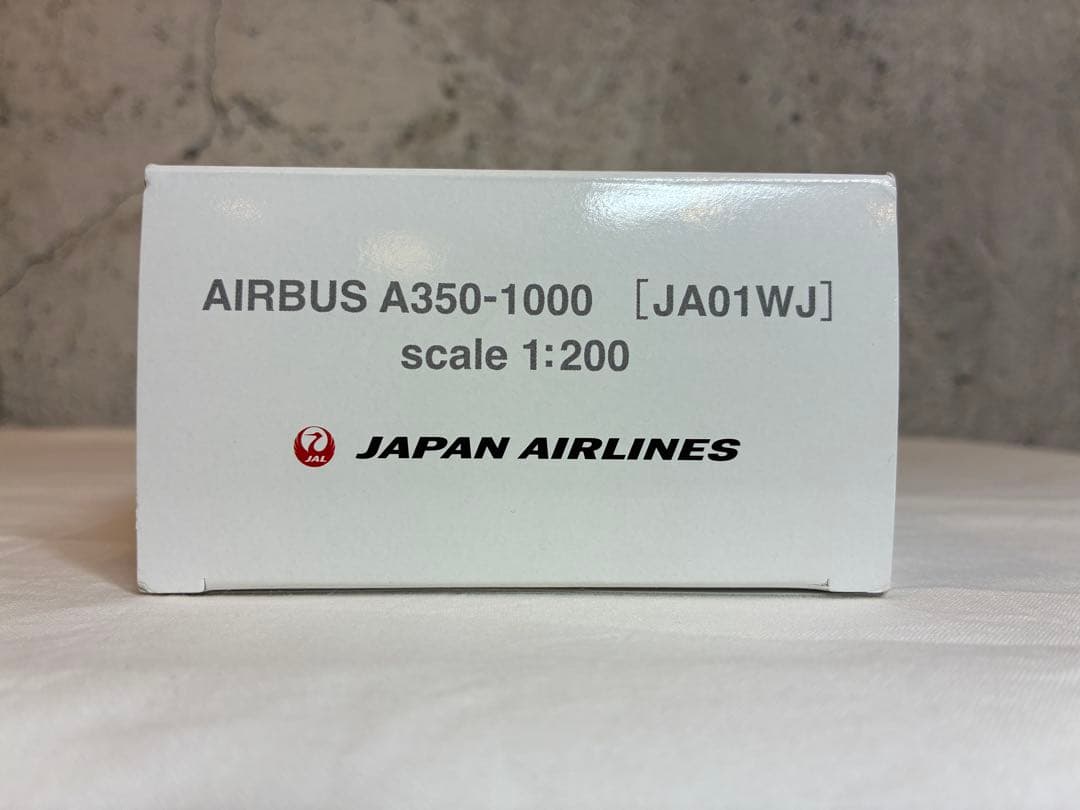 AIRBUS A350-1000 [JA01WJ]
scale 1:200
JAL JAPAN AIRLINES